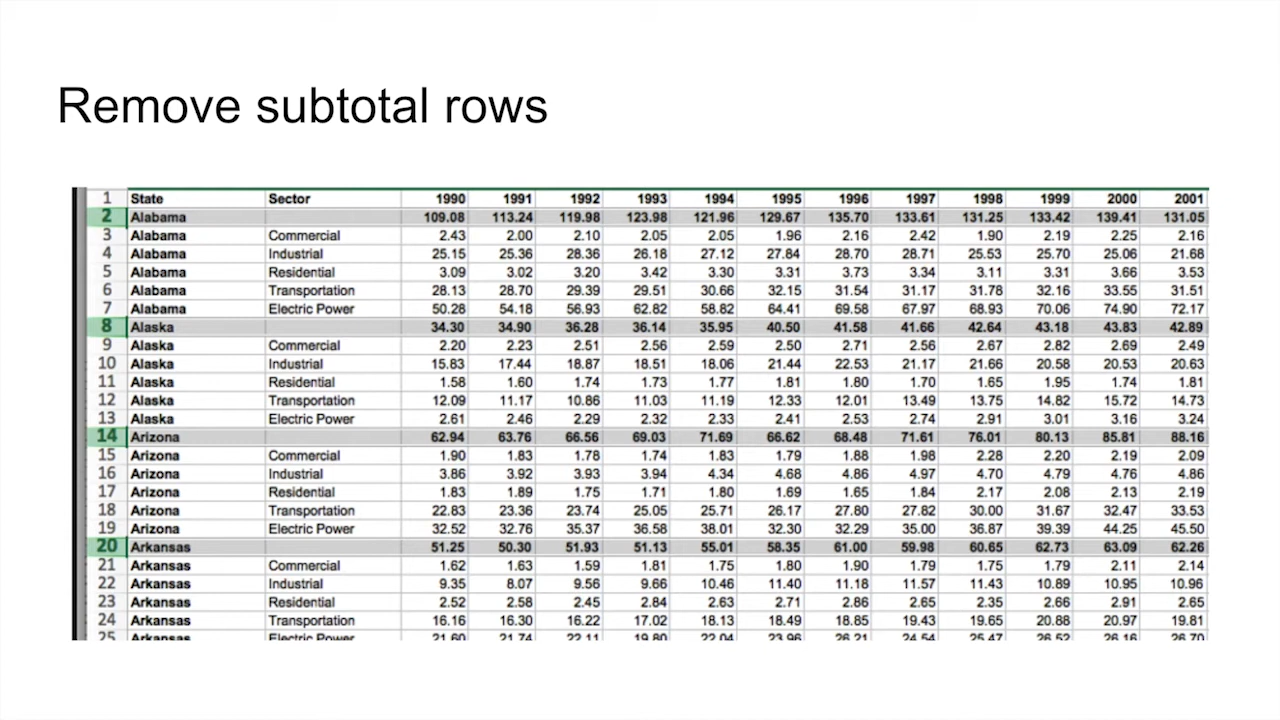 Remove subtotal rows
1 State Sector 1990 1991 1992 1993 1994 1995 1996 1997 1998 1999 2000 2001
2 Alabama 109.08 113.24 119.98 123.98 121.96 129.67 135.70 133.61 131.25 133.42 139.41 131.05
3 Alabama Commercial 2.43 2.00 2.10 2.05 2.05 1.96 2.16 2.42 1.90 2.19 2.25 2.16
4 Alabama Industrial 25.15 25.36 28.36 26.18 27.12 27.84 28.70 28.71 25.53 25.70 25.06 21.68
5 Alabama Residential 3.09 3.02 3.20 3.42 3.30 3.31 3.73 3.34 3.11 3.31 3.66 3.53
6 Alabama Transportation 28.13 28.70 29.39 29.51 30.66 32.15 31.54 31.17 31.78 32.16 33.55 31.51
7 Alabama Electric Power 50.28 54.18 56.93 62.82 58.82 64.41 69.58 67.97 68.93 70.06 74.90 72.17
8 Alaska 34.30 34.90 36.28 36.14 35.95 40.50 41.58 41.66 42.64 43.18 43.83 42.89
9 Alaska Commercial 2.20 2.23 2.51 2.56 2.59 2.50 2.71 2.56 2.67 2.82 2.69 2.49
10 Alaska Industrial 15.83 17.44 18.87 18.51 18.06 21.44 22.53 21.17 21.66 20.58 20.53 20.63
11 Alaska Residential 1.58 1.60 1.74 1.73 1.77 1.81 1.80 1.70 1.65 1.95 1.74 1.81
12 Alaska Transportation 12.09 11.17 10.86 11.03 11.19 12.33 12.01 13.49 13.75 14.82 15.72 14.73
13 Alaska Electric Power 2.61 2.46 2.29 2.32 2.33 2.41 2.53 2.74 2.91 3.01 3.16 3.24
14 Arizona 62.94 63.76 66.56 69.03 71.69 66.62 68.48 71.61 76.01 80.13 85.81 88.16
15 Arizona Commercial 1.90 1.83 1.78 1.74 1.83 1.79 1.88 1.98 2.28 2.20 2.19 2.09
16 Arizona Industrial 3.86 3.92 3.93 3.94 4.34 4.68 4.86 4.97 4.70 4.79 4.76 4.86
17 Arizona Residential 1.83 1.89 1.75 1.71 1.80 1.69 1.65 1.84 2.17 2.08 2.13 2.19
18 Arizona Transportation 22.83 23.36 23.74 25.05 25.71 26.17 27.80 27.82 30.00 31.67 32.47 33.53
19 Arizona Electric Power 32.52 32.76 35.37 36.58 38.01 32.30 32.29 35.00 36.87 39.39 44.25 45.50
20 Arkansas 51.25 50.30 51.93 51.13 55.01 58.35 61.00 59.98 60.65 62.73 63.09 62.26
21 Arkansas Commercial 1.62 1.63 1.59 1.81 1.75 1.80 1.90 1.79 1.75 1.79 2.11 2.14
22 Arkansas Industrial 9.35 8.07 9.56 9.66 10.46 11.40 11.18 11.57 11.43 10.89 10.95 10.96
23 Arkansas Residential 2.52 2.58 2.45 2.84 2.63 2.71 2.86 2.65 2.35 2.66 2.91 2.65
24 Arkansas Transportation 16.16 16.30 16.22 17.02 18.13 18.49 18.85 19.43 19.65 20.88 20.97 19.81
25 Arkansas Electric Power 21.60 21.74 22.11 19.80 22.04 23.96 26.21 24.54 25.47 26.52 26.16 26.70